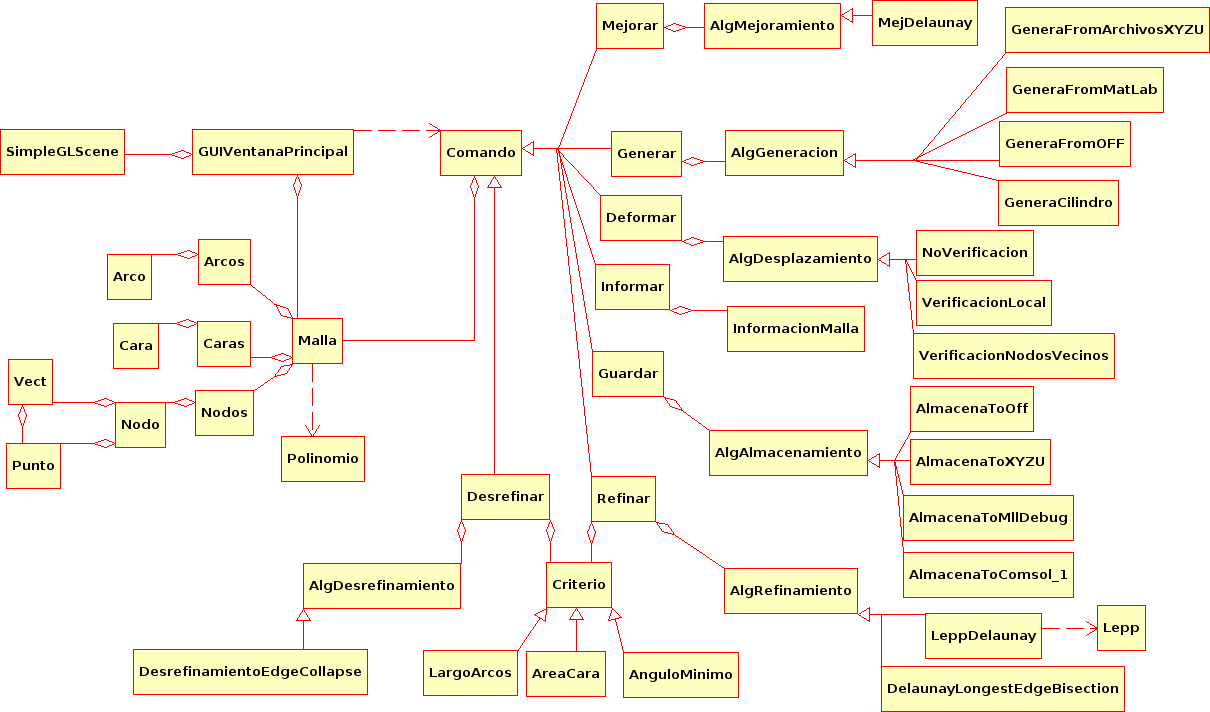 Mejorar
AlgMejoramiento
MejDelaunay
GeneraFromArchivosXYZU
GeneraFromMatLab
SimpleGLScene
GUIVentanaPrincipal
Comando
Generar
AlgGeneracion
GeneraFromOFF
GeneraCilindro
Deformar
AlgDesplazamiento
NoVerificacion
Arcos
Arco
Informar
VerificacionLocal
InformacionMalla
Cara
Caras
Malla
VerificacionNodosVecinos
Vect
Guardar
Nodo
Nodos
AlmacenaToOff
Punto
Polinomio
AlgAlmacenamiento
AlmacenaToXYZU
Desrefinar
Refinar
AlmacenaToMllDebug
AlgDesrefinamiento
Criterio
AlgRefinamiento
AlmacenaToComsol_1
LeppDelaunay
Lepp
DesrefinamientoEdgeCollapse
LargoArcos
AreaCara
AnguloMinimo
DelaunayLongestEdgeBisection